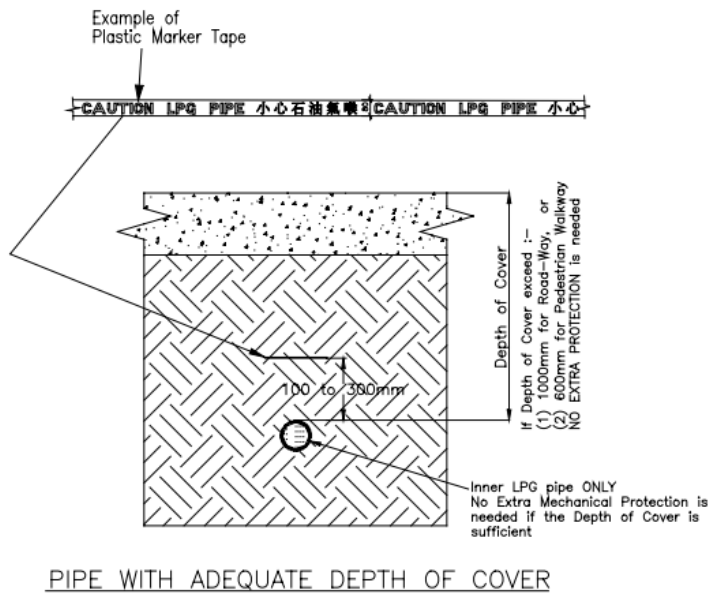 Example of
Plastic Marker Tape
CAUTION LPG PIPE 小心石油氣喉 CAUTION LPG PIPE 小心
Depth of Cover
If Depth of Cover exceed :-
(1) 1000mm for Road-Way, or
(2) 600mm for Pedestrian Walkway
NO EXTRA PROTECTION is needed
100 to 300mm
Inner LPG pipe ONLY
No Extra Mechanical Protection is
needed if the Depth of Cover is
sufficient
PIPE WITH ADEQUATE DEPTH OF COVER